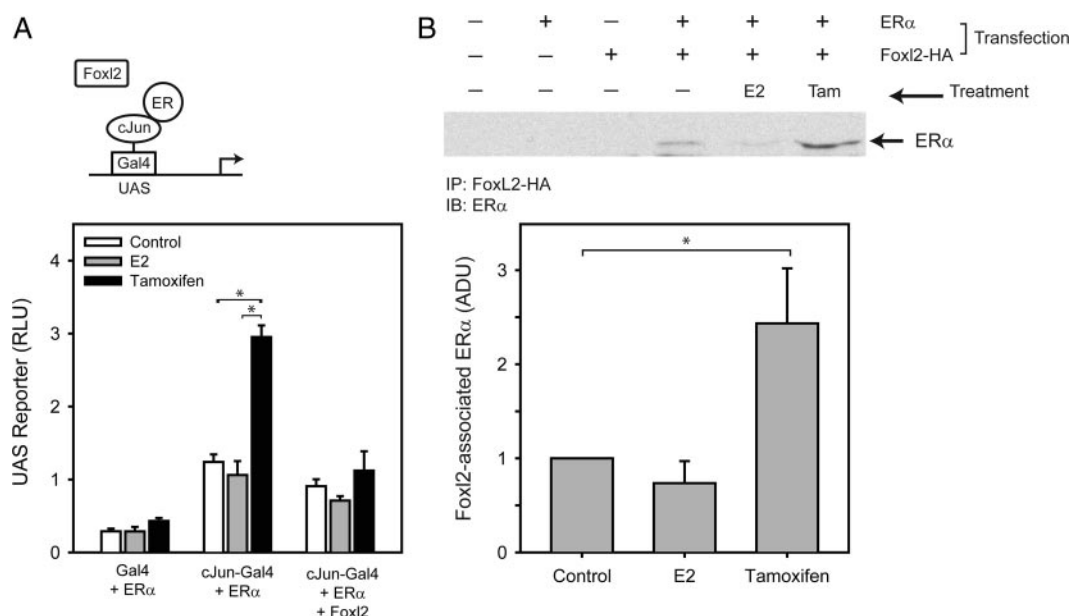 A
Foxl2
ER
cJun
Gal4
UAS
Control
E2
Tamoxifen
* 
*
UAS Reporter (RLU)
4
3
2
1
0
Gal4
+ ERα
cJun-Gal4
+ ERα
cJun-Gal4
+ ERα
+ Foxl2
B
– + – + + + ERα
– – + + + + Foxl2-HA
Transfection
– – – – E2 Tam Treatment
ERα
IP: FoxL2-HA
IB: ERα
*
Foxl2-associated ERα (ADU)
3
2
1
0
Control E2 Tamoxifen